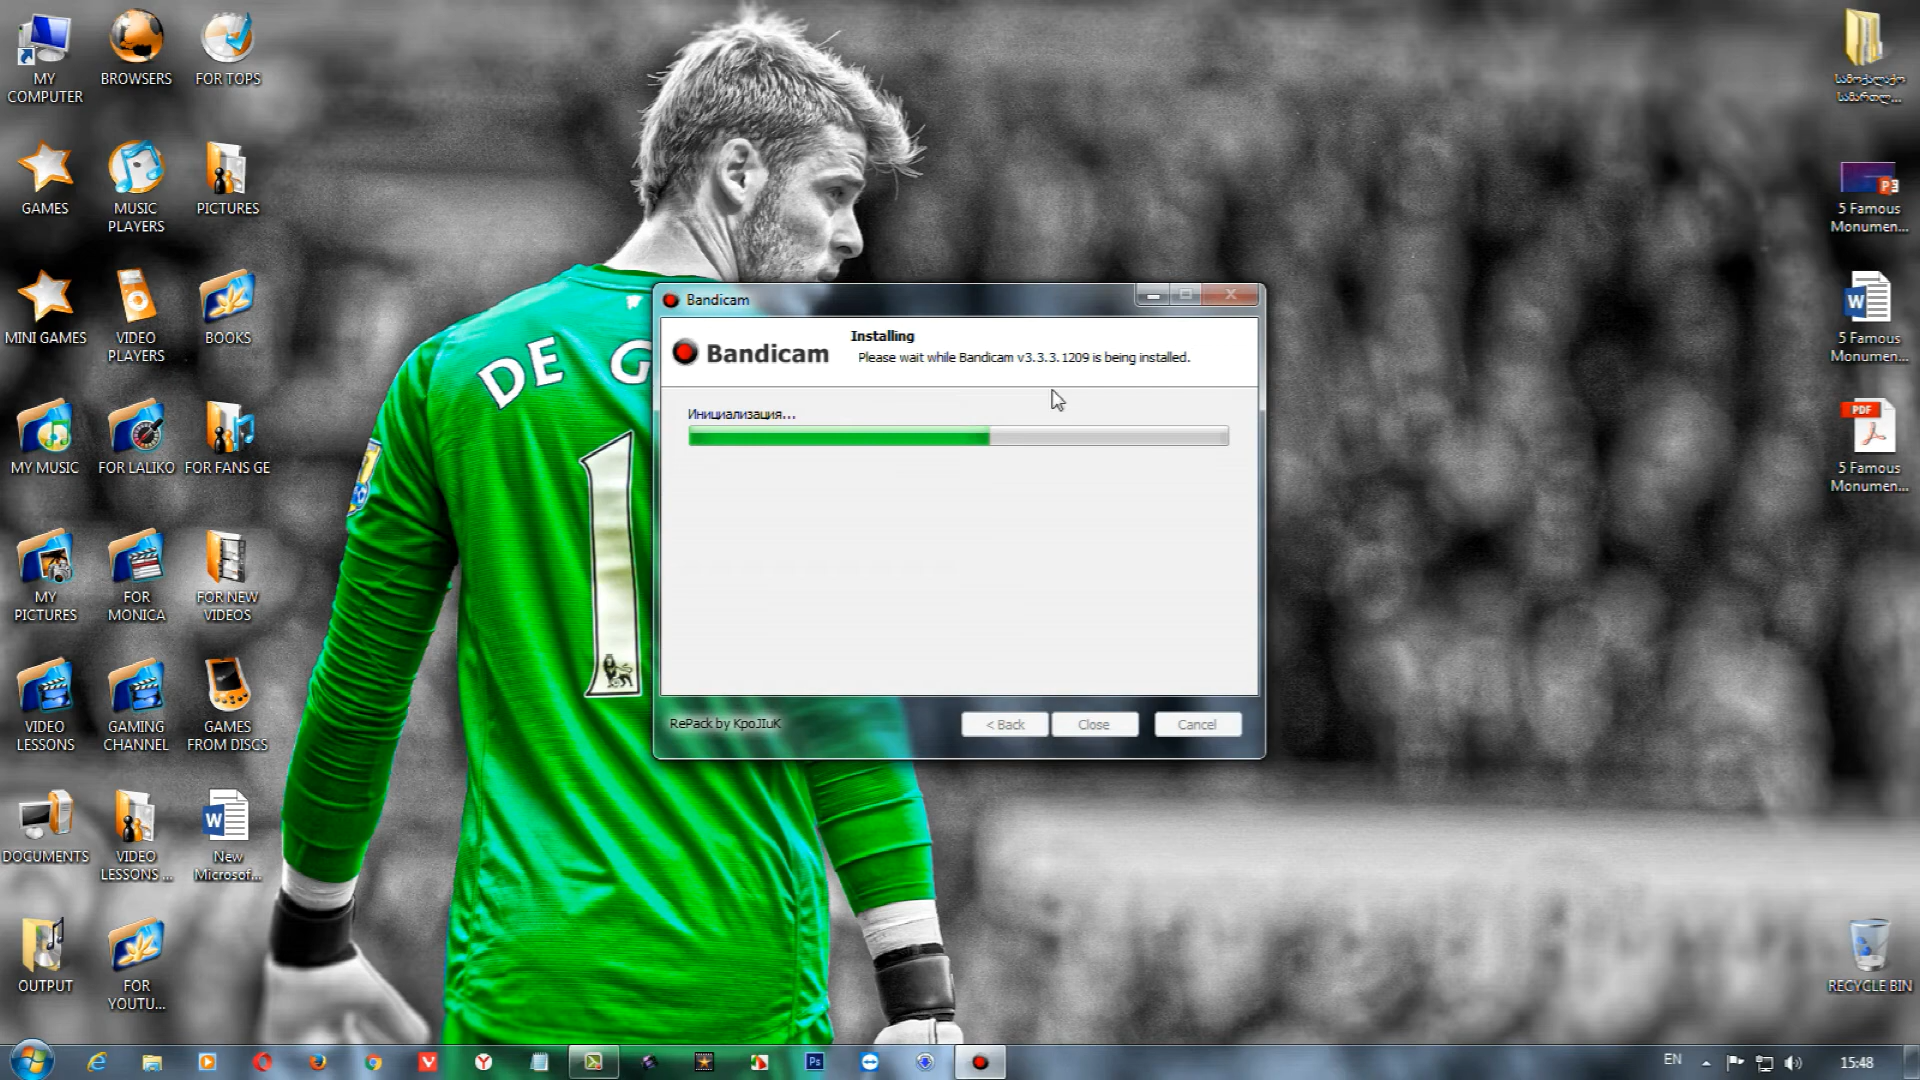 MY
COMPUTER
BROWSERS
FOR TOPS
GAMES
MUSIC
PLAYERS
PICTURES
MINI GAMES
VIDEO
PLAYERS
BOOKS
MY MUSIC
FOR LALIKO
FOR FANS GE
MY
PICTURES
FOR
MONICA
FOR NEW
VIDEOS
VIDEO
LESSONS
GAMING
CHANNEL
GAMES
FROM DISCS
DOCUMENTS
VIDEO
LESSONS ...
New
Microsof...
OUTPUT
FOR
YOUTU...
DE G
1
Bandicam
Bandicam
Installing
Please wait while Bandicam v3.3.3.1209 is being installed.
Инициализация...
RePack by KpoJIuK
< Back
Close
Cancel
სამოქალაქო
სამართლ...
5 Famous
Monumen...
5 Famous
Monumen...
PDF
5 Famous
Monumen...
RECYCLE BIN
Ps
EN
15:48